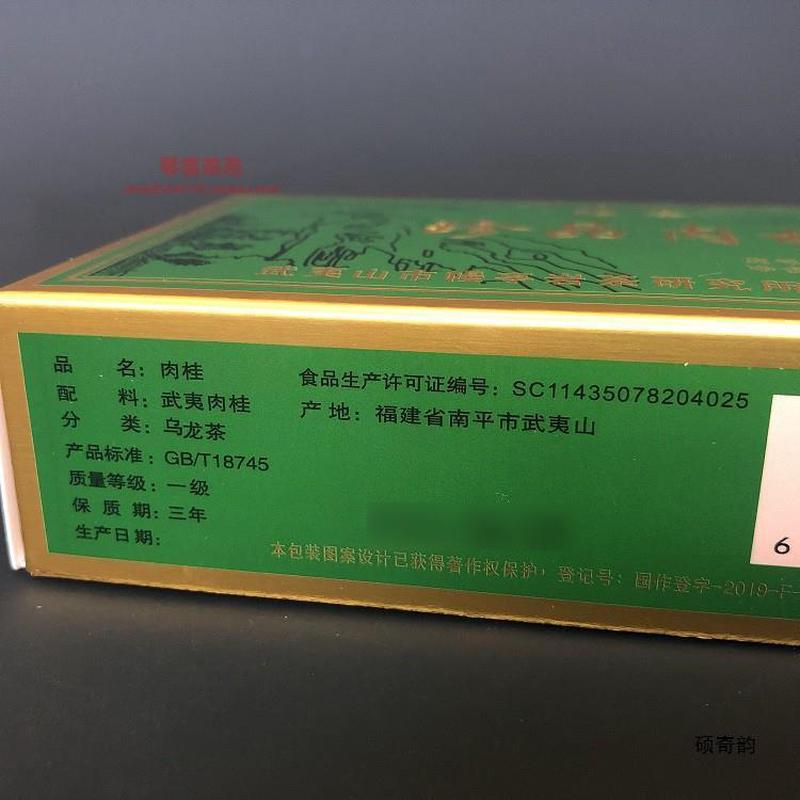 品 名：肉桂
配 料：武夷肉桂
分 类：乌龙茶
产品标准：GB/T18745
质量等级：一级
保 质 期：三年
生产日期：
食品生产许可证编号：SC11435078204025
产 地：福建省南平市武夷山
本包装图案设计已获得著作权保护，登记号：国作登字-2019-F-
6
硕奇韵